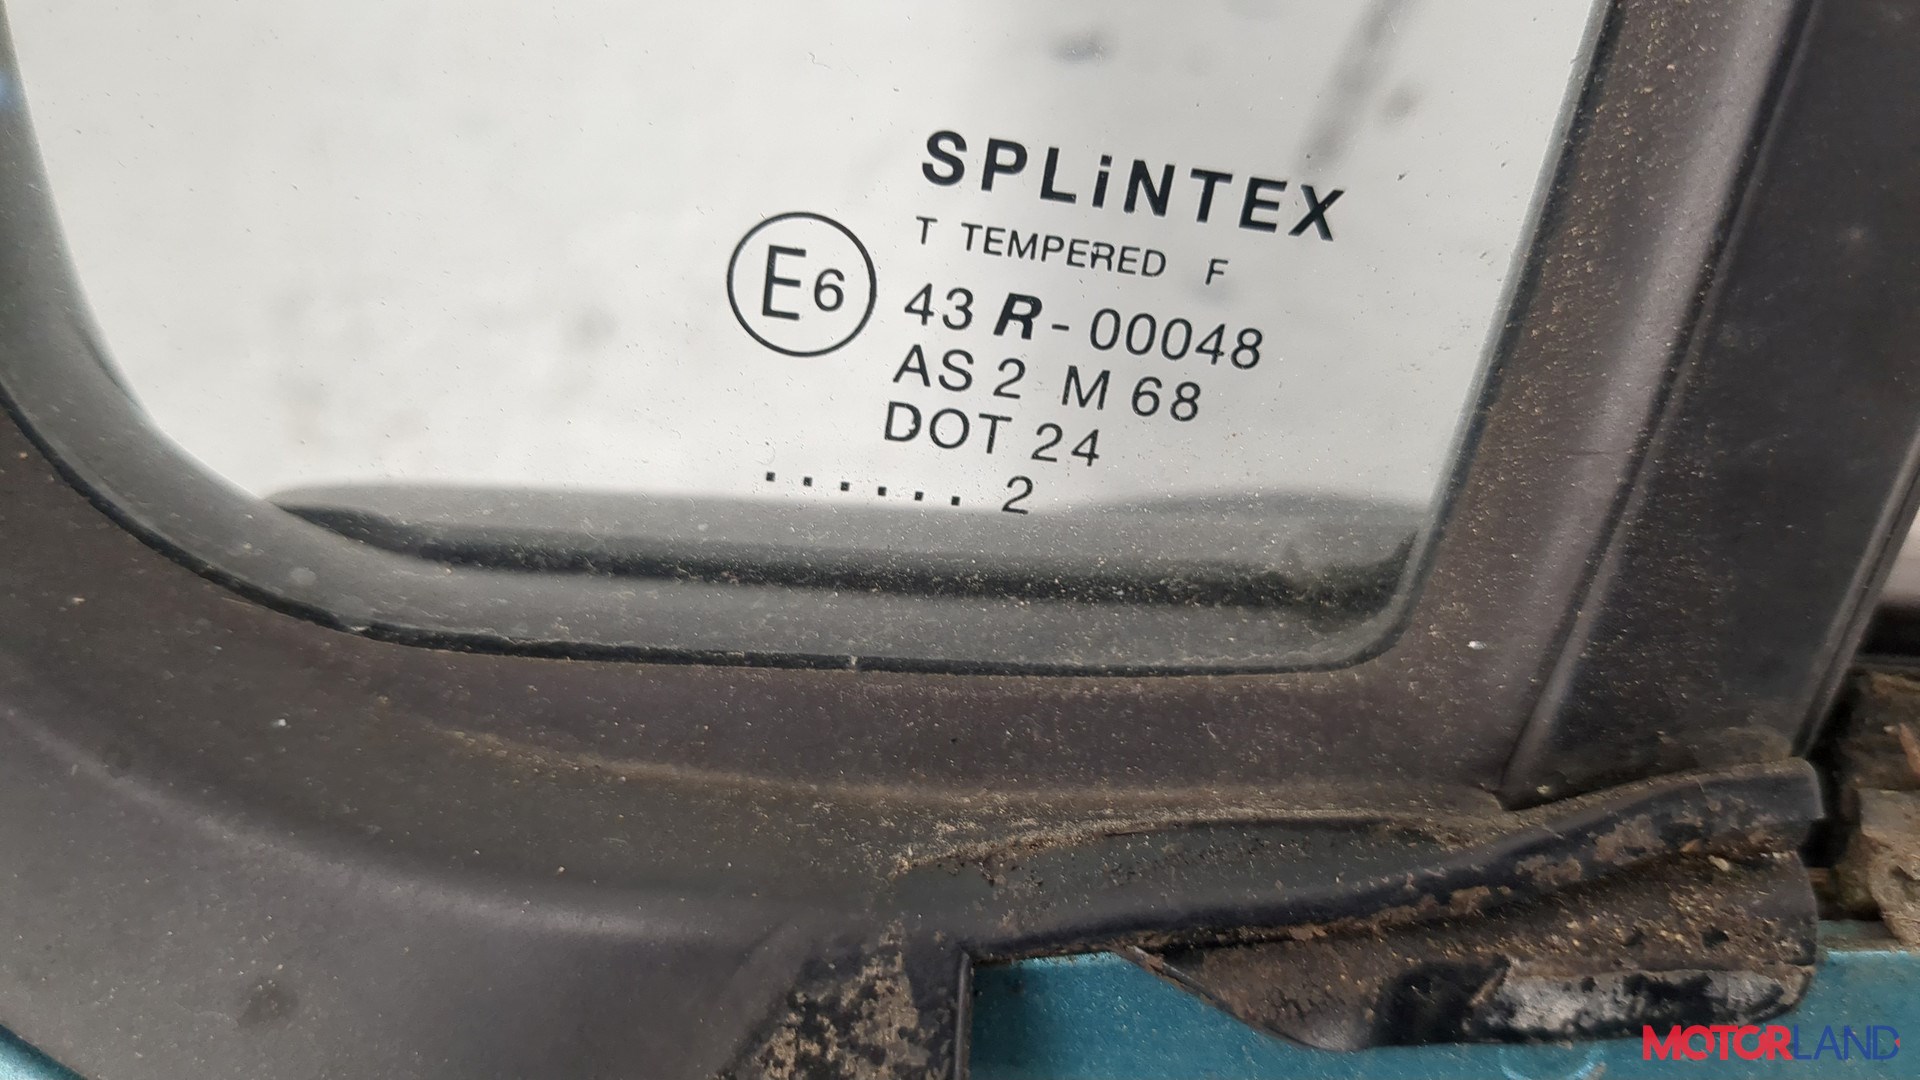 SPLiNTEX
T TEMPERED F
E6 43 R - 00048
AS 2 M 68
DOT 24
...... 2
MOTORLAND